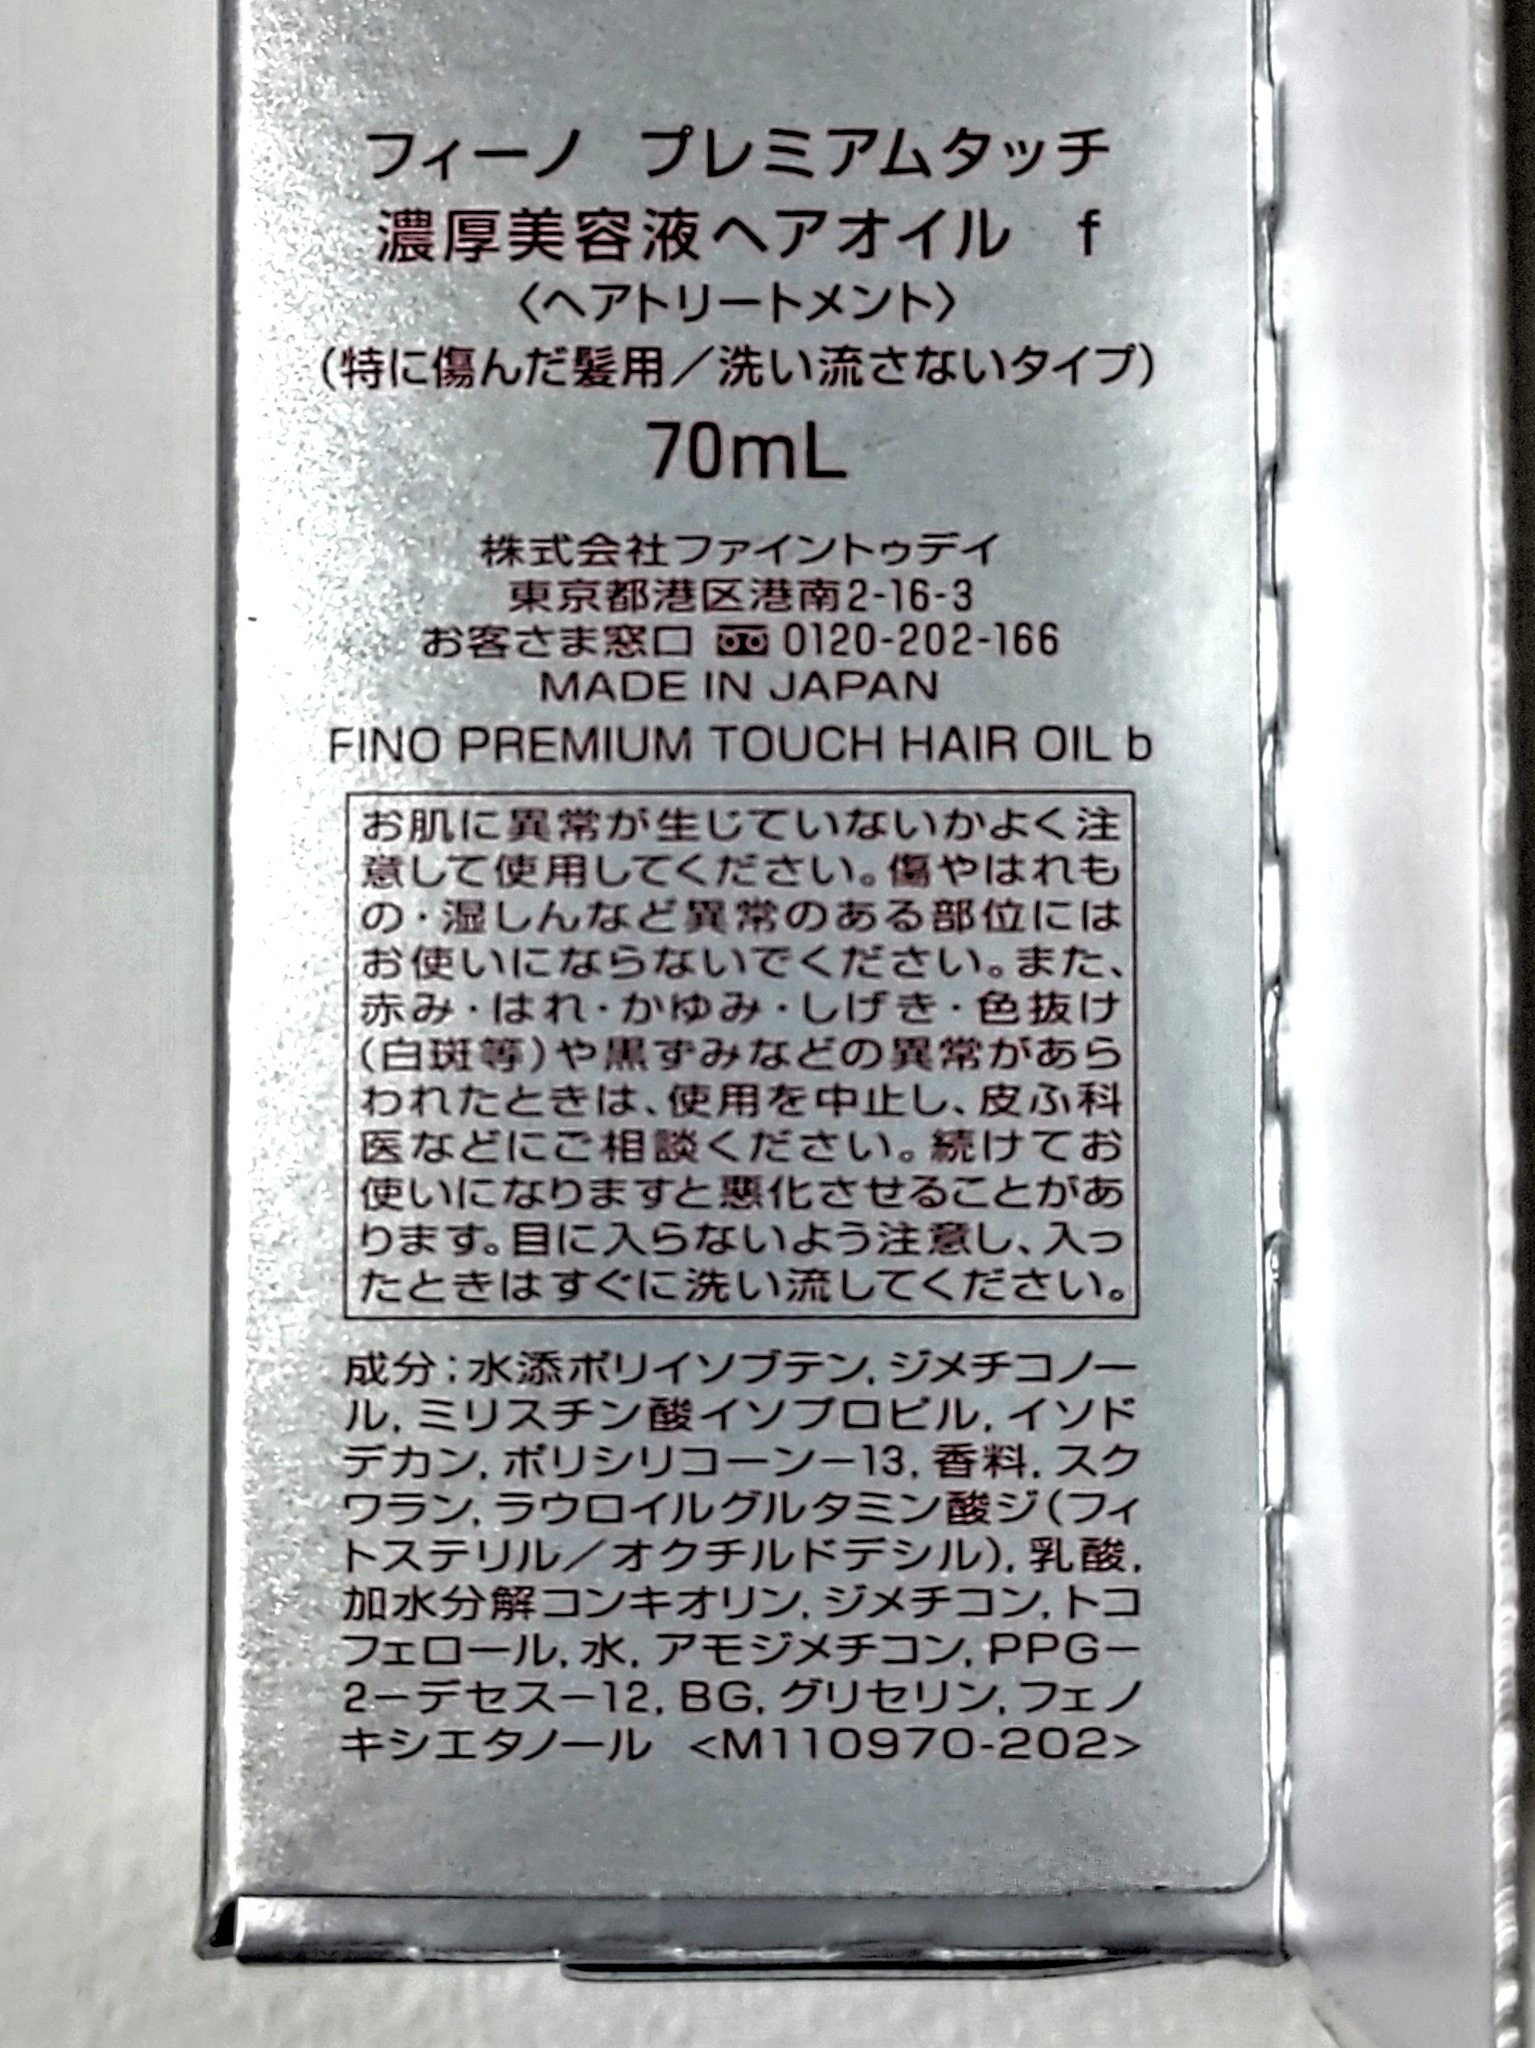 フィーノ プレミアムタッチ
濃厚美容液ヘアオイル f
〈ヘアトリートメント〉
(特に傷んだ髪用／洗い流さないタイプ)
70mL
株式会社ファイントゥデイ
東京都港区港南2-16-3
お客さま窓口 0120-202-166
MADE IN JAPAN
FINO PREMIUM TOUCH HAIR OIL b
お肌に異常が生じていないかよく注
意して使用してください。傷やはれも
の・湿しんなど異常のある部位には
お使いにならないでください。また、
赤み・はれ・かゆみ・しげき・色抜け
(白斑等)や黒ずみなどの異常があら
われたときは、使用を中止し、皮ふ科
医などにご相談ください。続けてお
使いになりますと悪化させることがあ
ります。目に入らないよう注意し、入っ
たときはすぐに洗い流してください。
成分：水添ポリイソブテン, ジメチコノー
ル, ミリスチン酸イソプロピル, イソド
デカン, ポリシリコーン−13, 香料, スク
ワラン, ラウロイルグルタミン酸ジ(フィ
トステリル／オクチルドデシル), 乳酸,
加水分解コンキオリン, ジメチコン, トコ
フェロール, 水, アモジメチコン, PPG−
2−デセス−12, BG, グリセリン, フェノ
キシエタノール <M110970-202>